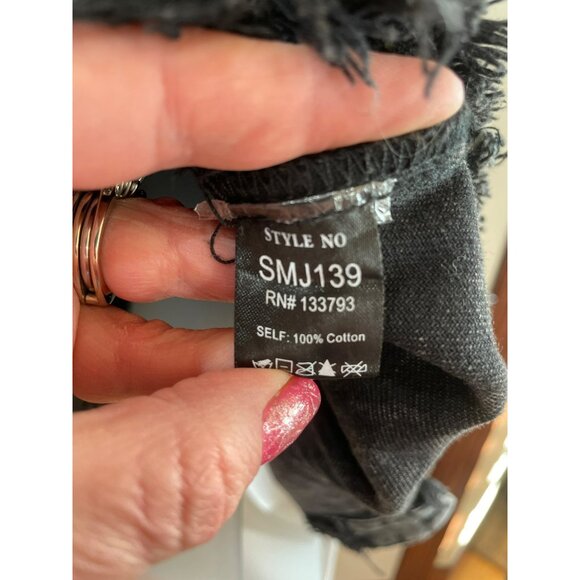 STYLE NO
SMJ139
RN# 133793
SELF: 100% Cotton